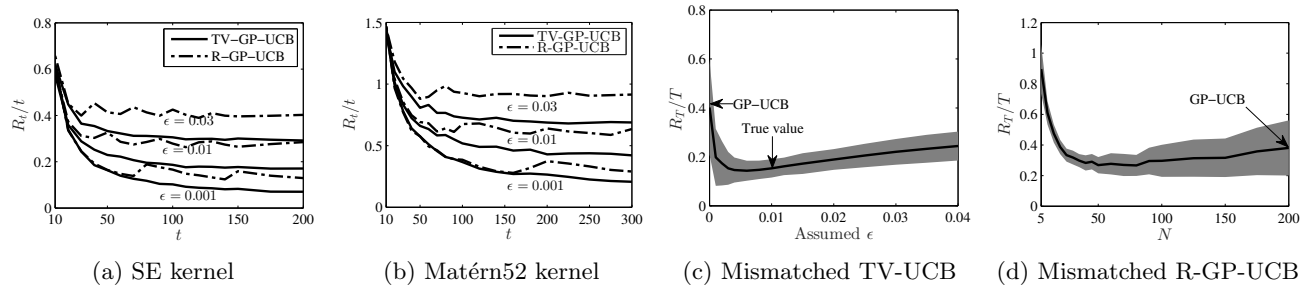 0.8
0.6
0.4
0.2
0
R_t/t
TV−GP−UCB
R−GP−UCB
ϵ = 0.03
ϵ = 0.01
ϵ = 0.001
10 50 100 150 200
t
(a) SE kernel
1.5
1
0.5
0
R_t/t
TV-GP-UCB
R-GP-UCB
ϵ = 0.03
ϵ = 0.01
ϵ = 0.001
10 50 100 150 200 250 300
t
(b) Matérn52 kernel
0.8
0.6
0.4
0.2
0
R_T/T
GP−UCB
True value
0 0.01 0.02 0.03 0.04
Assumed ϵ
(c) Mismatched TV-UCB
1.2
1
0.8
0.6
0.4
0.2
0
R_T/T
GP-UCB
5 50 100 150 200
N
(d) Mismatched R-GP-UCB